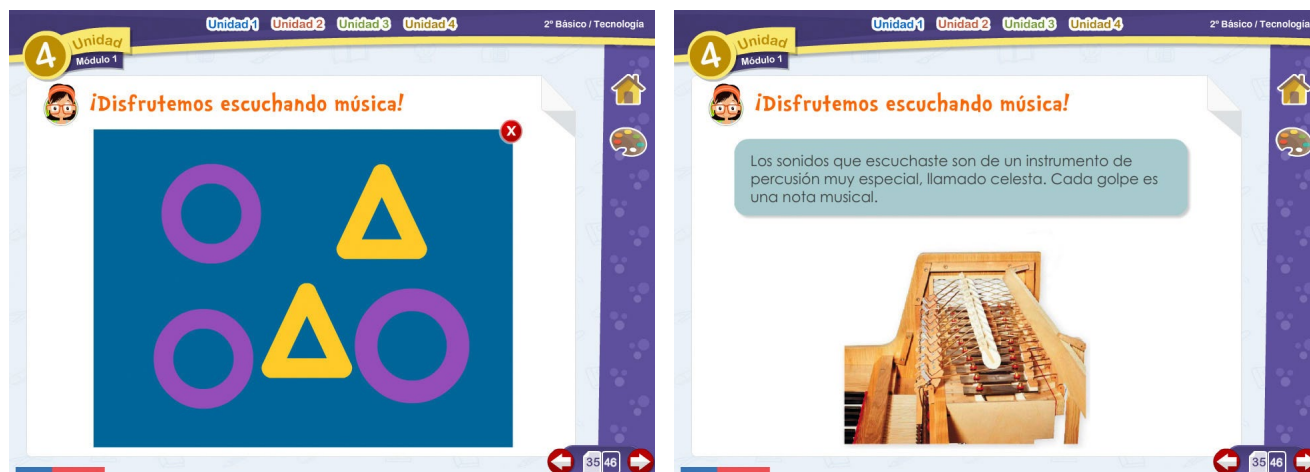 Unidad 1 Unidad 2 Unidad 3 Unidad 4
2º Básico / Tecnología
4
Unidad
Módulo 1
¡Disfrutemos escuchando música!
X
35 46
Unidad 1 Unidad 2 Unidad 3 Unidad 4
2º Básico / Tecnología
4
Unidad
Módulo 1
¡Disfrutemos escuchando música!
Los sonidos que escuchaste son de un instrumento de
percusión muy especial, llamado celesta. Cada golpe es
una nota musical.
35 46